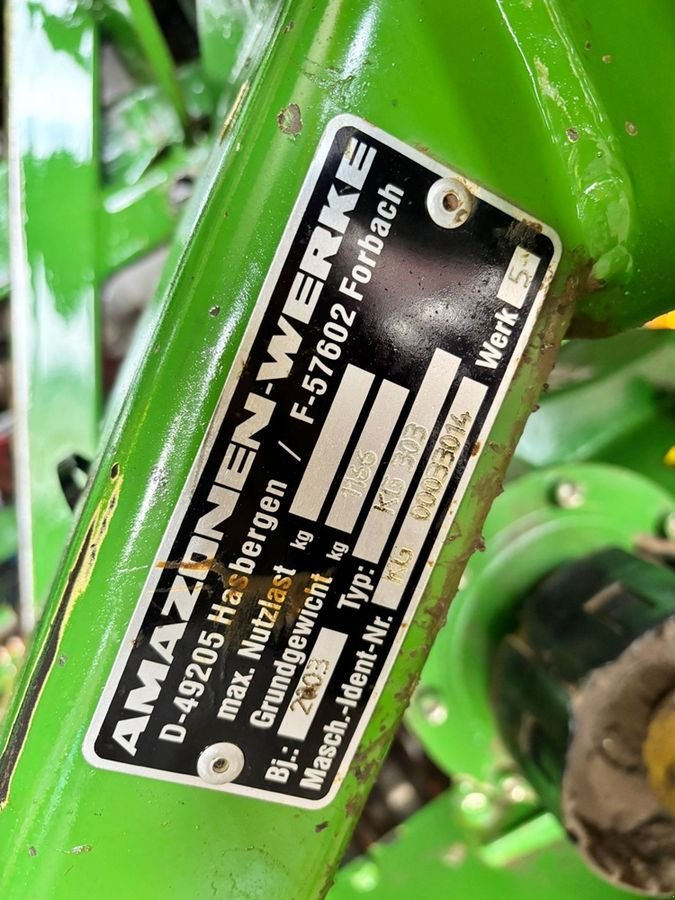 AMAZONEN-WERKE
D-49205 Hasbergen / F-57602 Forbach
max. Nutzlast kg
Grundgewicht kg 1186
Bj.: 2003 Typ: KG 303
Masch.-Ident-Nr. KG 00033014 Werk 5